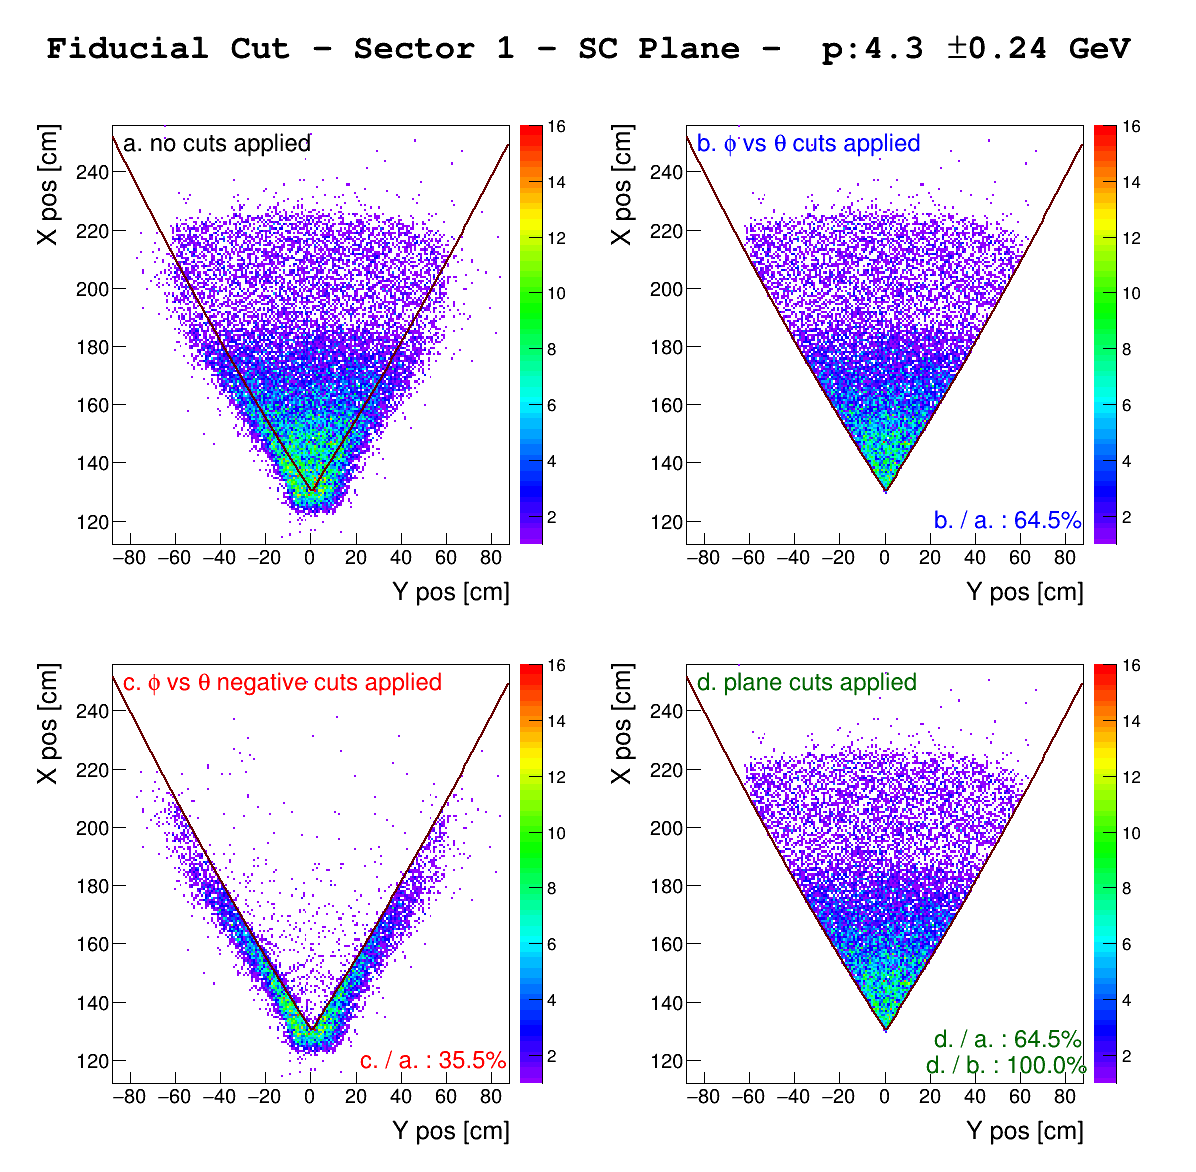 Fiducial Cut - Sector 1 - SC Plane - p:4.3 ±0.24 GeV
a. no cuts applied
X pos [cm]
240
220
200
180
160
140
120
−80 −60 −40 −20 0 20 40 60 80
Y pos [cm]
16
14
12
10
8
6
4
2
b. ϕ vs θ cuts applied
X pos [cm]
240
220
200
180
160
140
120
b. / a. : 64.5%
−80 −60 −40 −20 0 20 40 60 80
Y pos [cm]
16
14
12
10
8
6
4
2
c. ϕ vs θ negative cuts applied
X pos [cm]
240
220
200
180
160
140
120
c. / a. : 35.5%
−80 −60 −40 −20 0 20 40 60 80
Y pos [cm]
16
14
12
10
8
6
4
2
d. plane cuts applied
X pos [cm]
240
220
200
180
160
140
120
d. / a. : 64.5%
d. / b. : 100.0%
−80 −60 −40 −20 0 20 40 60 80
Y pos [cm]
16
14
12
10
8
6
4
2